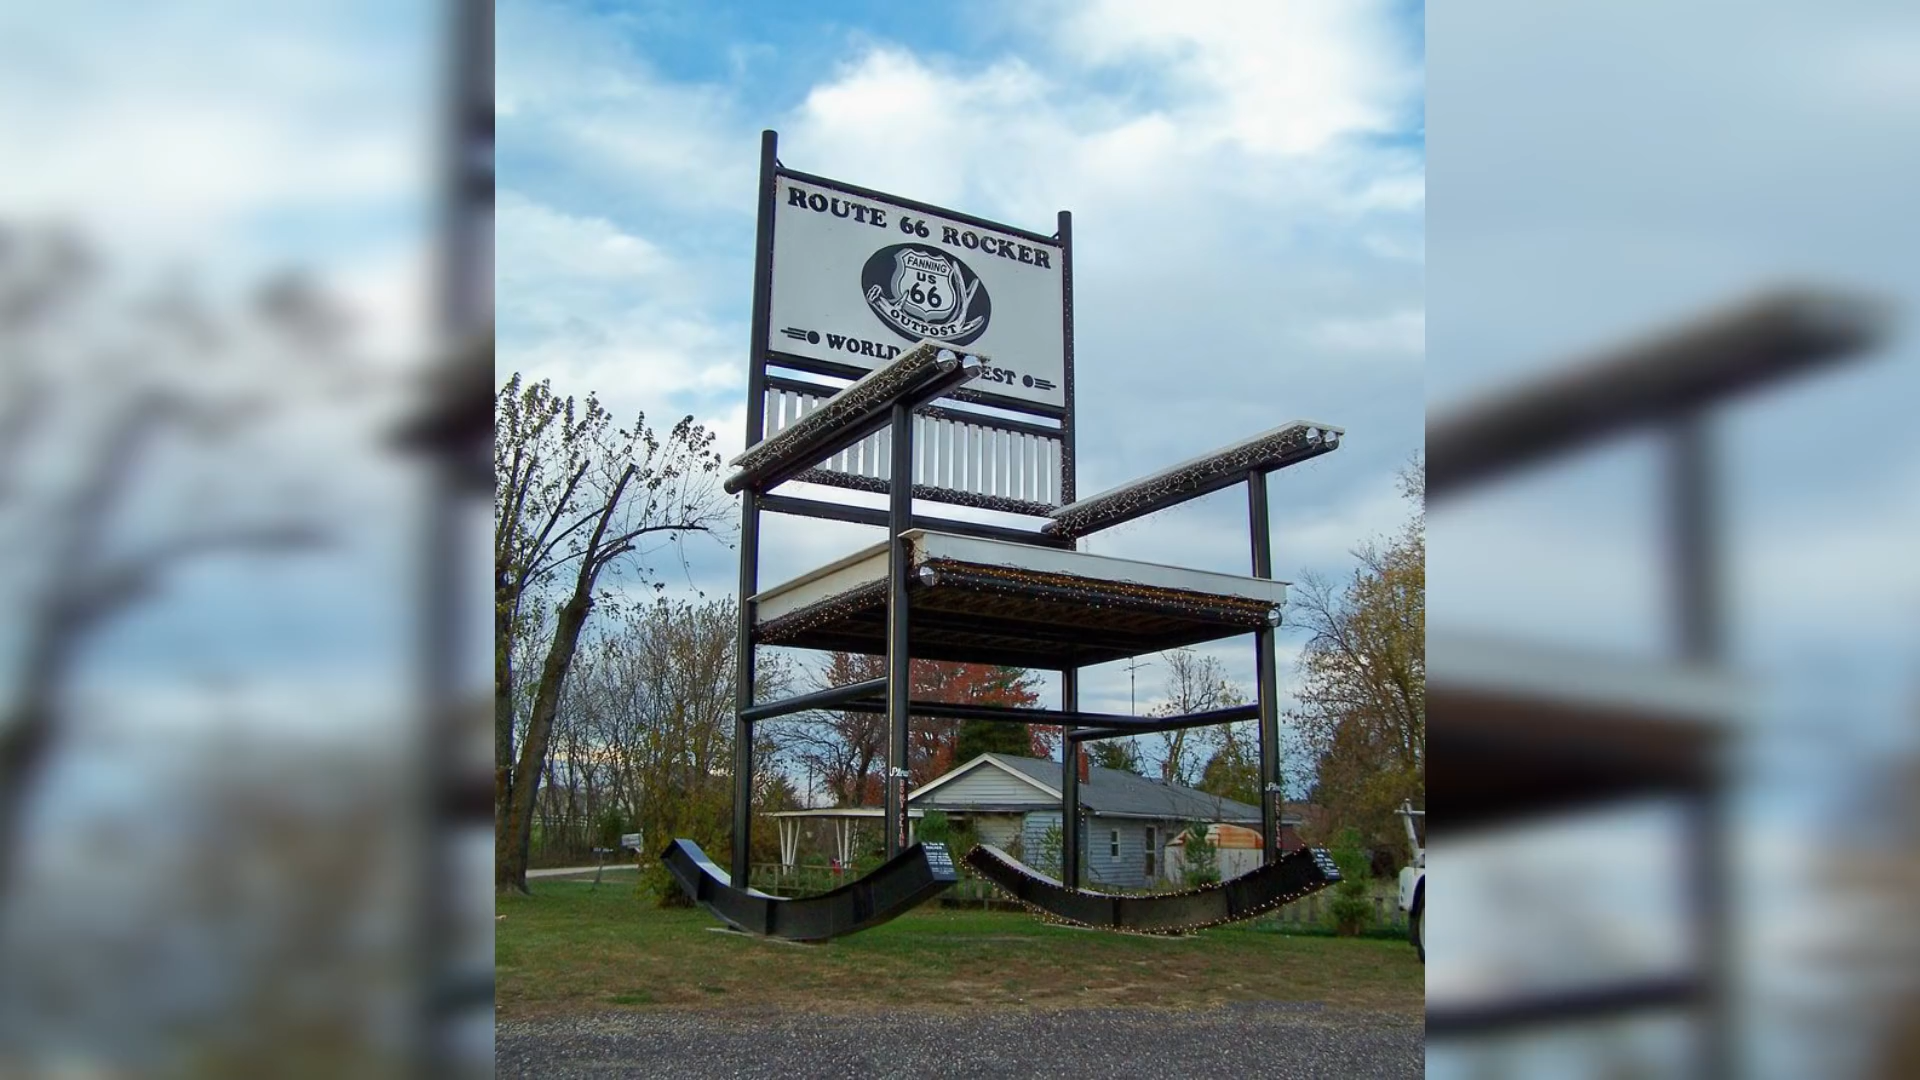 ROUTE 66 ROCKER
FANNING
US
66
OUTPOST
WORLD EST